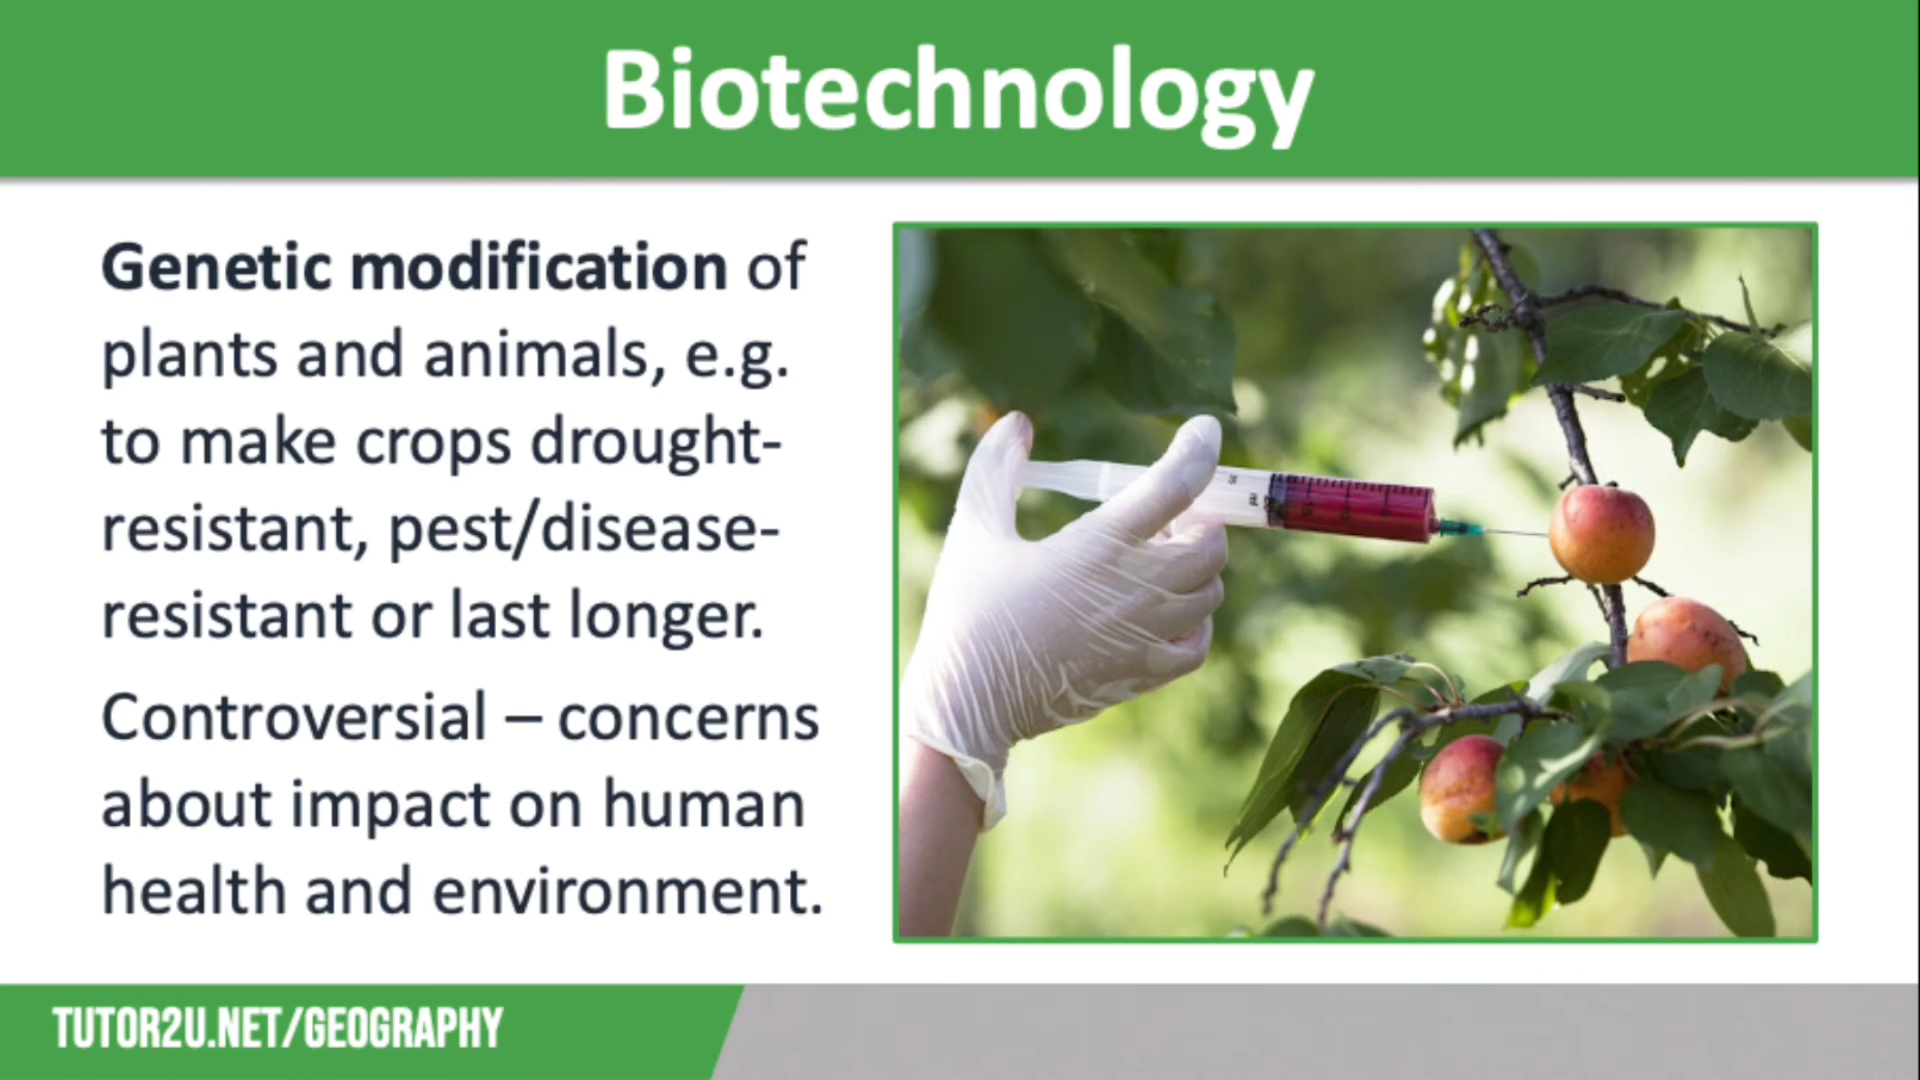 Biotechnology
Genetic modification of
plants and animals, e.g.
to make crops drought-
resistant, pest/disease-
resistant or last longer.
Controversial – concerns
about impact on human
health and environment.
TUTOR2U.NET/GEOGRAPHY